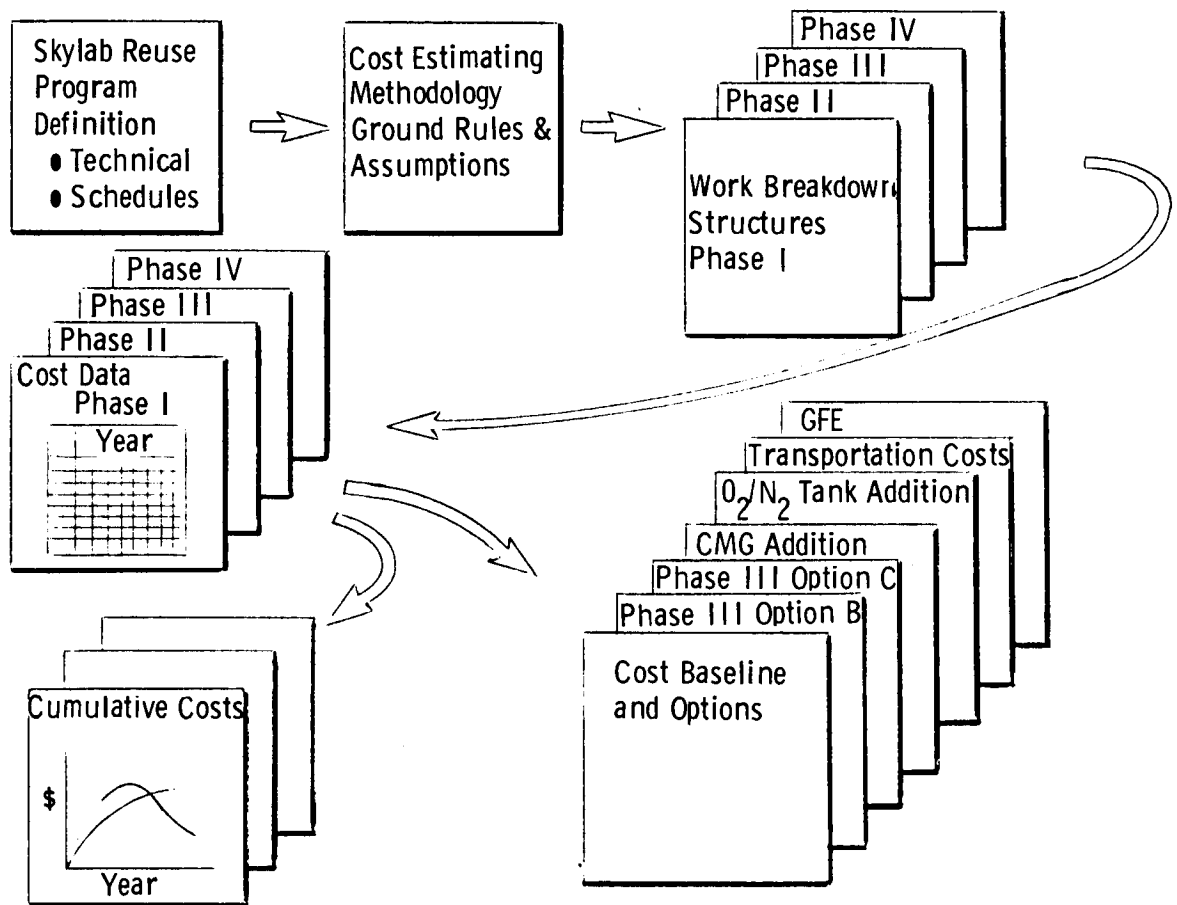 Skylab Reuse
Program
Definition
• Technical
• Schedules
Cost Estimating
Methodology
Ground Rules &
Assumptions
Phase IV
Phase III
Phase II
Work Breakdown
Structures
Phase I
Phase IV
Phase III
Phase II
Cost Data
Phase I
Year
GFE
Transportation Costs
O₂/N₂ Tank Addition
CMG Addition
Phase III Option C
Phase III Option B
Cost Baseline
and Options
Cumulative Costs
$
Year